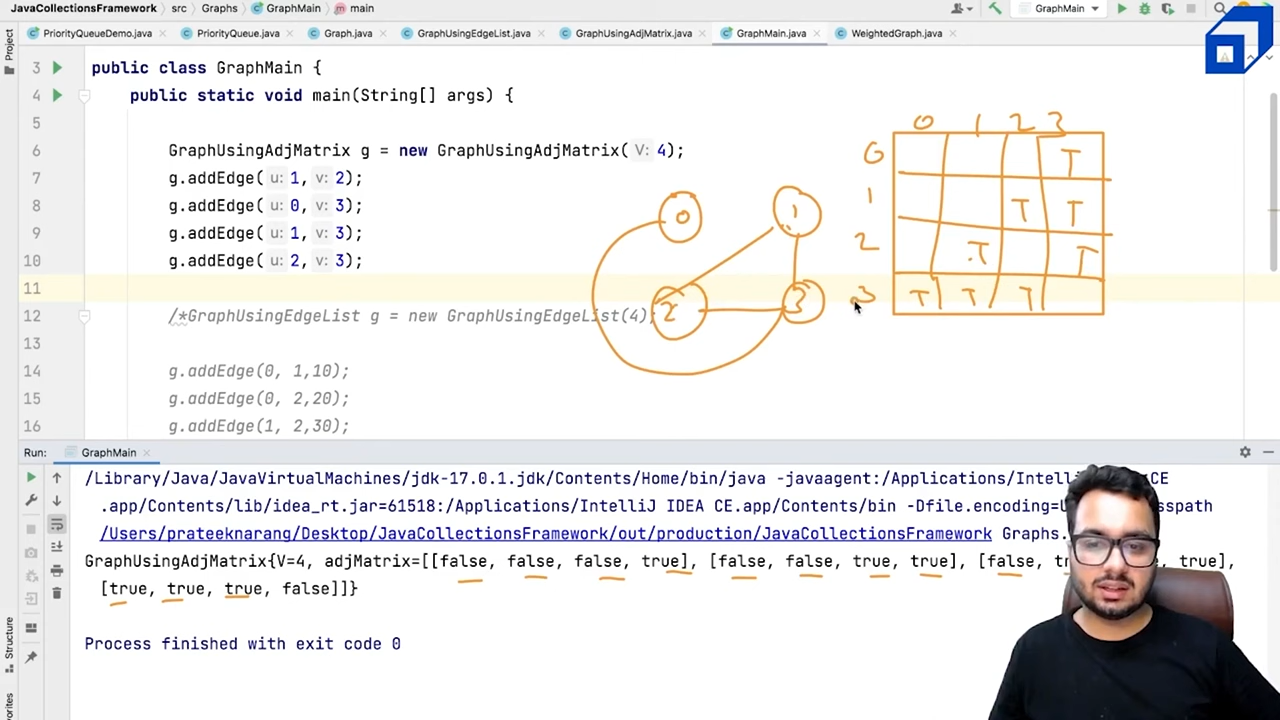 JavaCollectionsFramework › src › Graphs › GraphMain › main
GraphMain
Project
PriorityQueueDemo.java × PriorityQueue.java × Graph.java × GraphUsingEdgeList.java × GraphUsingAdjMatrix.java × GraphMain.java × WeightedGraph.java ×
3 public class GraphMain {
4 public static void main(String[] args) {
5
6 GraphUsingAdjMatrix g = new GraphUsingAdjMatrix( V: 4);
7 g.addEdge( u: 1, v: 2);
8 g.addEdge( u: 0, v: 3);
9 g.addEdge( u: 1, v: 3);
10 g.addEdge( u: 2, v: 3);
11
12 /*GraphUsingEdgeList g = new GraphUsingEdgeList(4);
13
14 g.addEdge(0, 1,10);
15 g.addEdge(0, 2,20);
16 g.addEdge(1, 2,30);
0 1
2 3
0 1 2 3
0 T
1 T T
2 T T
3 T T T
Run: GraphMain ×
/Library/Java/JavaVirtualMachines/jdk-17.0.1.jdk/Contents/Home/bin/java -javaagent:/Applications/IntelliJ CE
.app/Contents/lib/idea_rt.jar=61518:/Applications/IntelliJ IDEA CE.app/Contents/bin -Dfile.encoding=
/Users/prateeknarang/Desktop/JavaCollectionsFramework/out/production/JavaCollectionsFramework Graphs.
GraphUsingAdjMatrix{V=4, adjMatrix=[[false, false, false, true], [false, false, true, true], [false, true],
[true, true, true, false]]}
Process finished with exit code 0
Structure